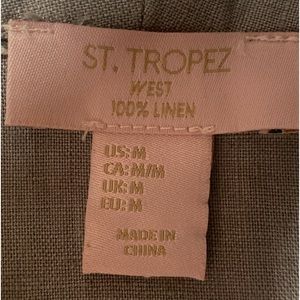 ST. TROPEZ
WEST
100% LINEN
US: M
CA: M/M
UK: M
EU: M
MADE IN
CHINA